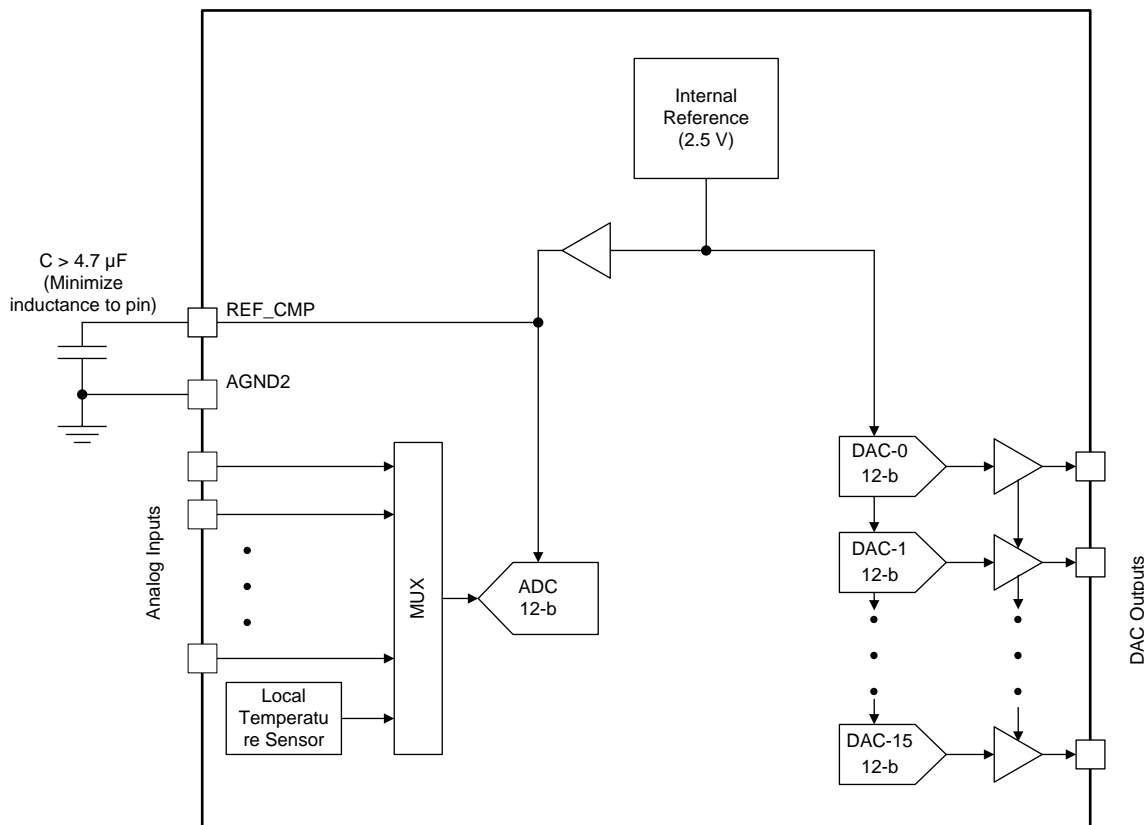 Internal
Reference
(2.5 V)
C > 4.7 µF
(Minimize
inductance to pin)
REF_CMP
AGND2
Analog Inputs
MUX
ADC
12-b
Local
Temperatu
re Sensor
DAC-0
12-b
DAC-1
12-b
DAC-15
12-b
DAC Outputs